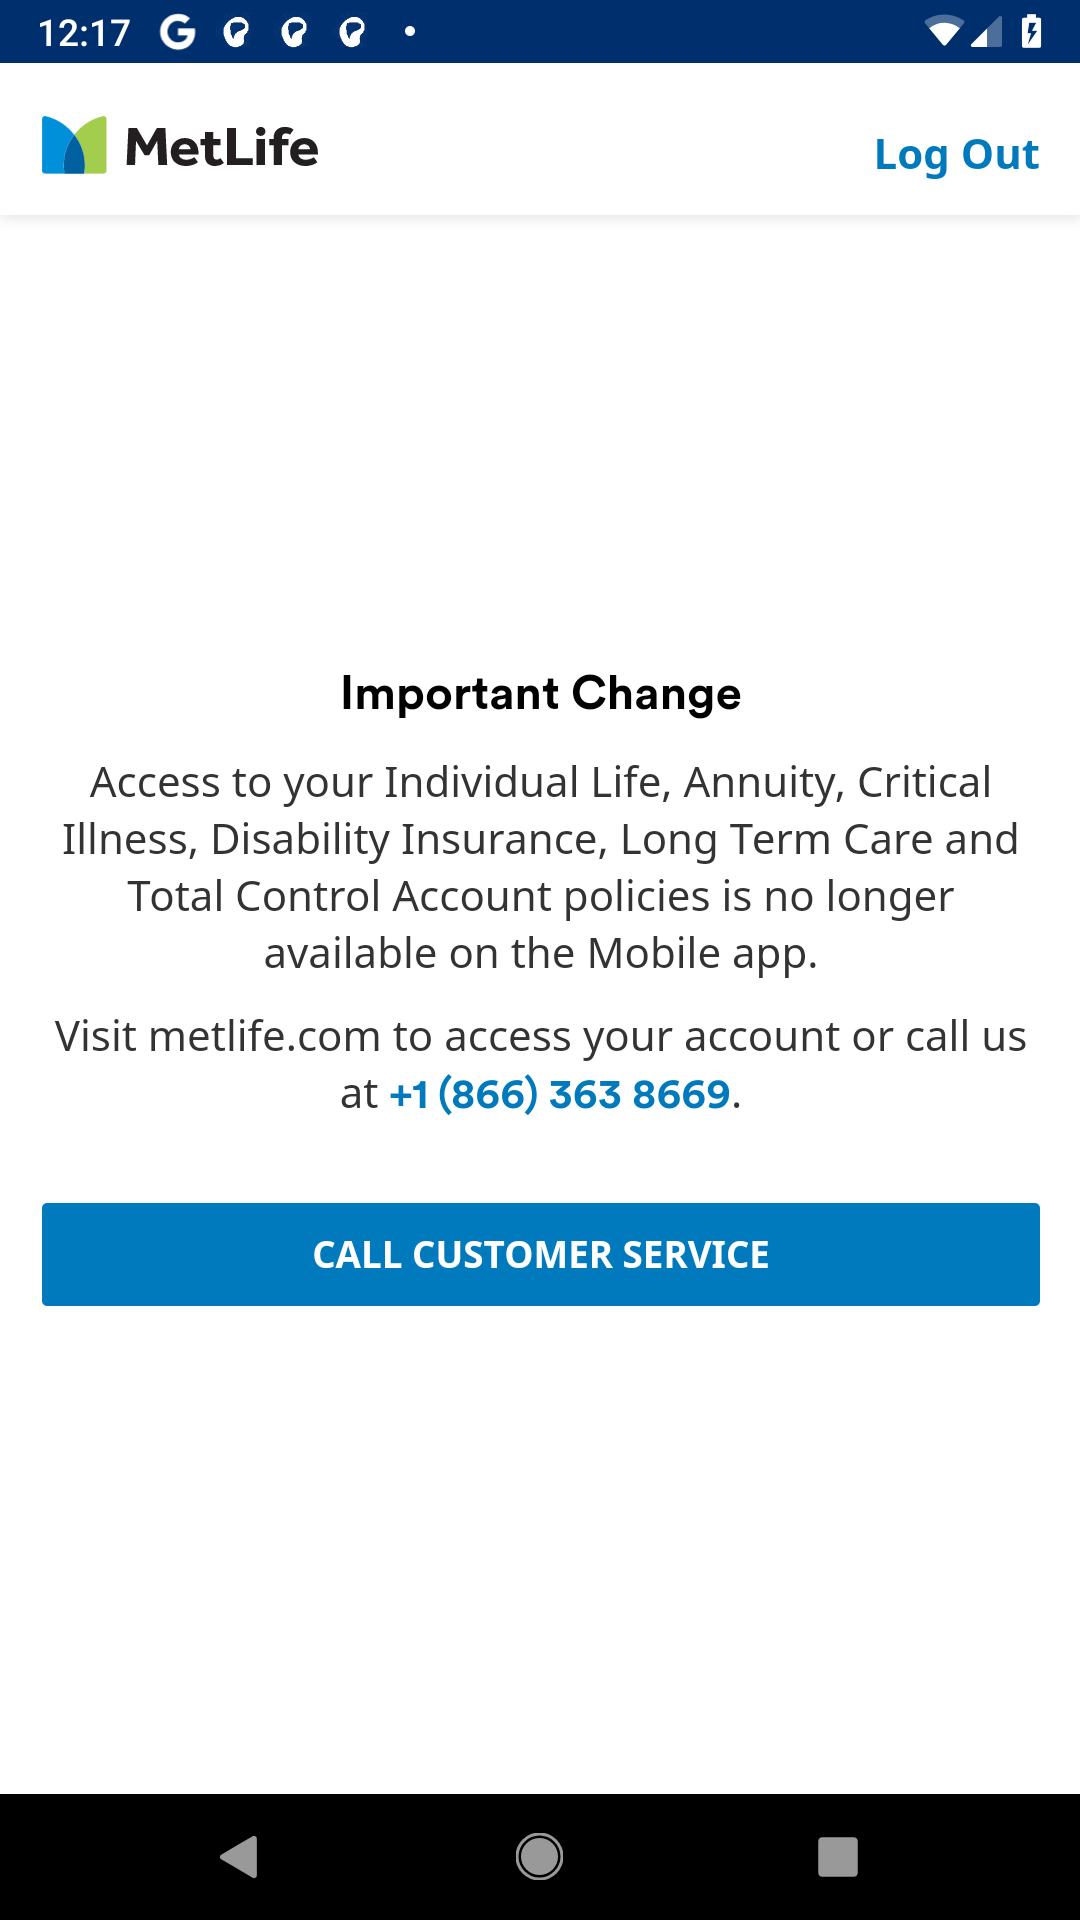 12:17
MetLife
Log Out
Important Change
Access to your Individual Life, Annuity, Critical
Illness, Disability Insurance, Long Term Care and
Total Control Account policies is no longer
available on the Mobile app.
Visit metlife.com to access your account or call us
at +1 (866) 363 8669.
CALL CUSTOMER SERVICE